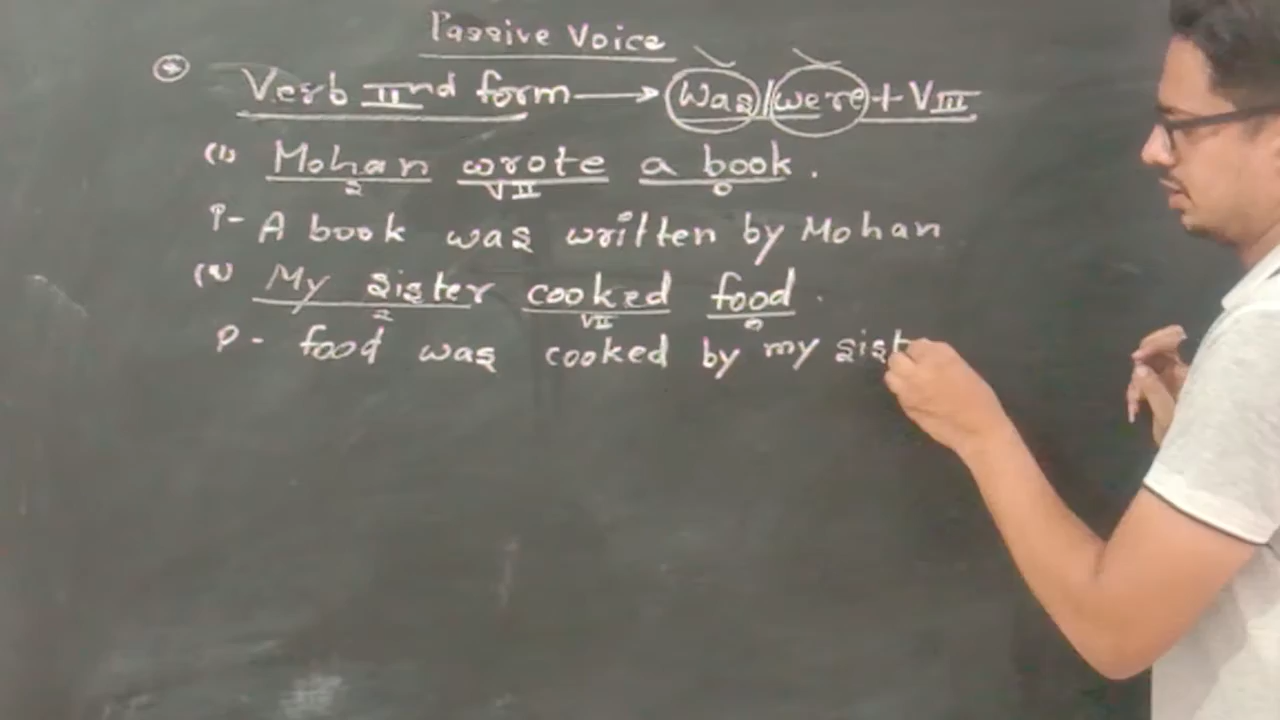 Passive Voice
Verb IInd form → Was/were + VIII
(1) Mohan wrote a book.
VII O
P- A book was written by Mohan
My sister cooked food.
VII O
P- food was cooked by my sist